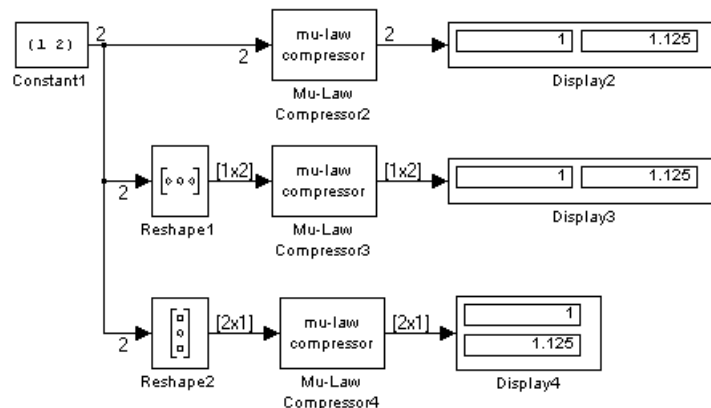 (1 2)
Constant1
2
2
mu-law
compressor
Mu-Law
Compressor2
2
1
1.125
Display2
2
[◦ ◦ ◦]
Reshape1
[1x2]
mu-law
compressor
Mu-Law
Compressor3
[1x2]
1
1.125
Display3
2
Reshape2
[2x1]
mu-law
compressor
Mu-Law
Compressor4
[2x1]
1
1.125
Display4